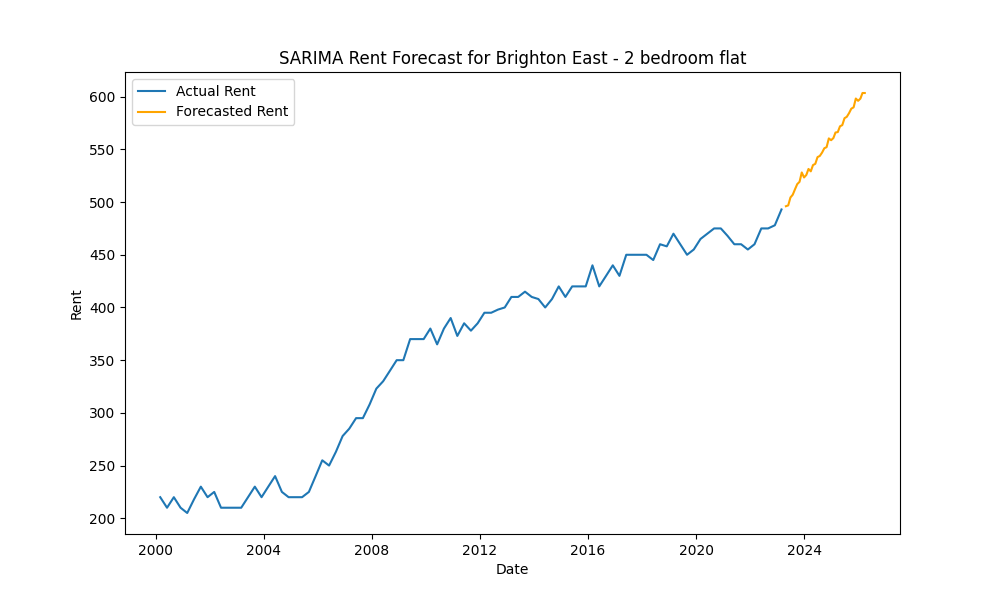 SARIMA Rent Forecast for Brighton East - 2 bedroom flat
Actual Rent
Forecasted Rent
600
550
500
450
400
350
300
250
200
Rent
2000 2004 2008 2012 2016 2020 2024
Date